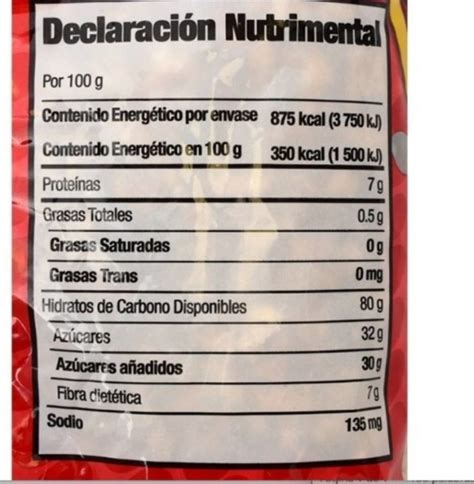 Declaración Nutrimental
Por 100 g
Contenido Energético por envase 875 kcal (3 750 kJ)
Contenido Energético en 100 g 350 kcal (1 500 kJ)
Proteínas 7 g
Grasas Totales 0.5 g
Grasas Saturadas 0 g
Grasas Trans 0 mg
Hidratos de Carbono Disponibles 80 g
Azúcares 32 g
Azúcares añadidos 30 g
Fibra dietética 7 g
Sodio 135 mg